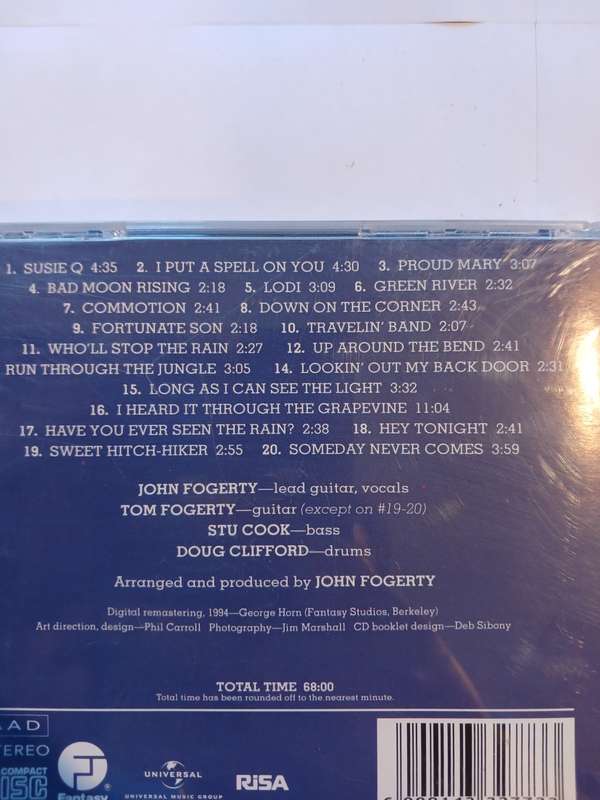 1. SUSIE Q 4:35 2. I PUT A SPELL ON YOU 4:30 3. PROUD MARY 3:07
4. BAD MOON RISING 2:18 5. LODI 3:09 6. GREEN RIVER 2:32
7. COMMOTION 2:41 8. DOWN ON THE CORNER 2:43
9. FORTUNATE SON 2:18 10. TRAVELIN' BAND 2:07
11. WHO'LL STOP THE RAIN 2:27 12. UP AROUND THE BEND 2:41
RUN THROUGH THE JUNGLE 3:05 14. LOOKIN' OUT MY BACK DOOR 2:31
15. LONG AS I CAN SEE THE LIGHT 3:32
16. I HEARD IT THROUGH THE GRAPEVINE 11:04
17. HAVE YOU EVER SEEN THE RAIN? 2:38 18. HEY TONIGHT 2:41
19. SWEET HITCH-HIKER 2:55 20. SOMEDAY NEVER COMES 3:59
JOHN FOGERTY—lead guitar, vocals
TOM FOGERTY—guitar (except on #19-20)
STU COOK—bass
DOUG CLIFFORD—drums
Arranged and produced by JOHN FOGERTY
Digital remastering, 1994—George Horn (Fantasy Studios, Berkeley)
Art direction, design—Phil Carroll Photography—Jim Marshall CD booklet design—Deb Sibony
TOTAL TIME 68:00
Total time has been rounded off to the nearest minute.
AAD
STEREO
COMPACT
DISC
Fantasy
UNIVERSAL
UNIVERSAL MUSIC GROUP
RiSA